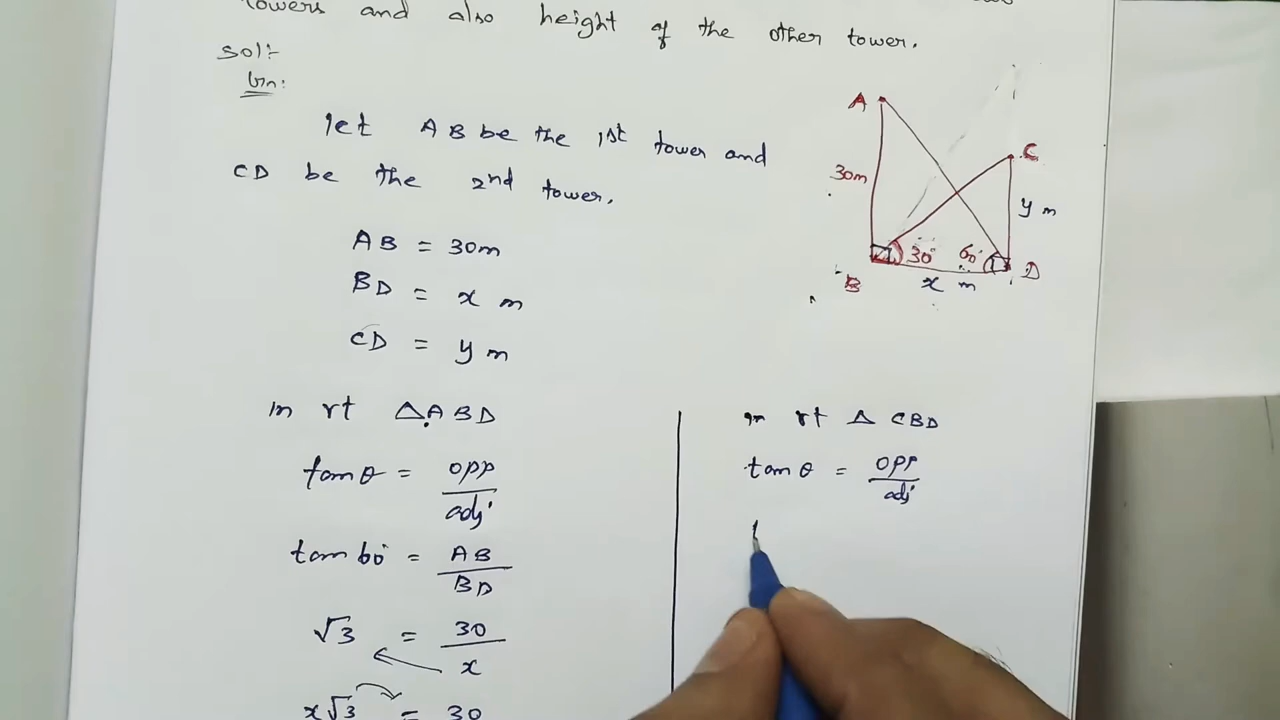 towers and also height of the other tower.
Sol:-
Gn:
let AB be the 1st tower and
CD be the 2nd tower.
AB = 30m
BD = x m
CD = y m
A
C
30m
y m
30° 60°
B
x m
D
In rt △ABD
tan θ = opp
adj
tan 60° = AB
BD
√3 = 30
x
x√3 = 30
In rt △ CBD
tan θ = opp
adj